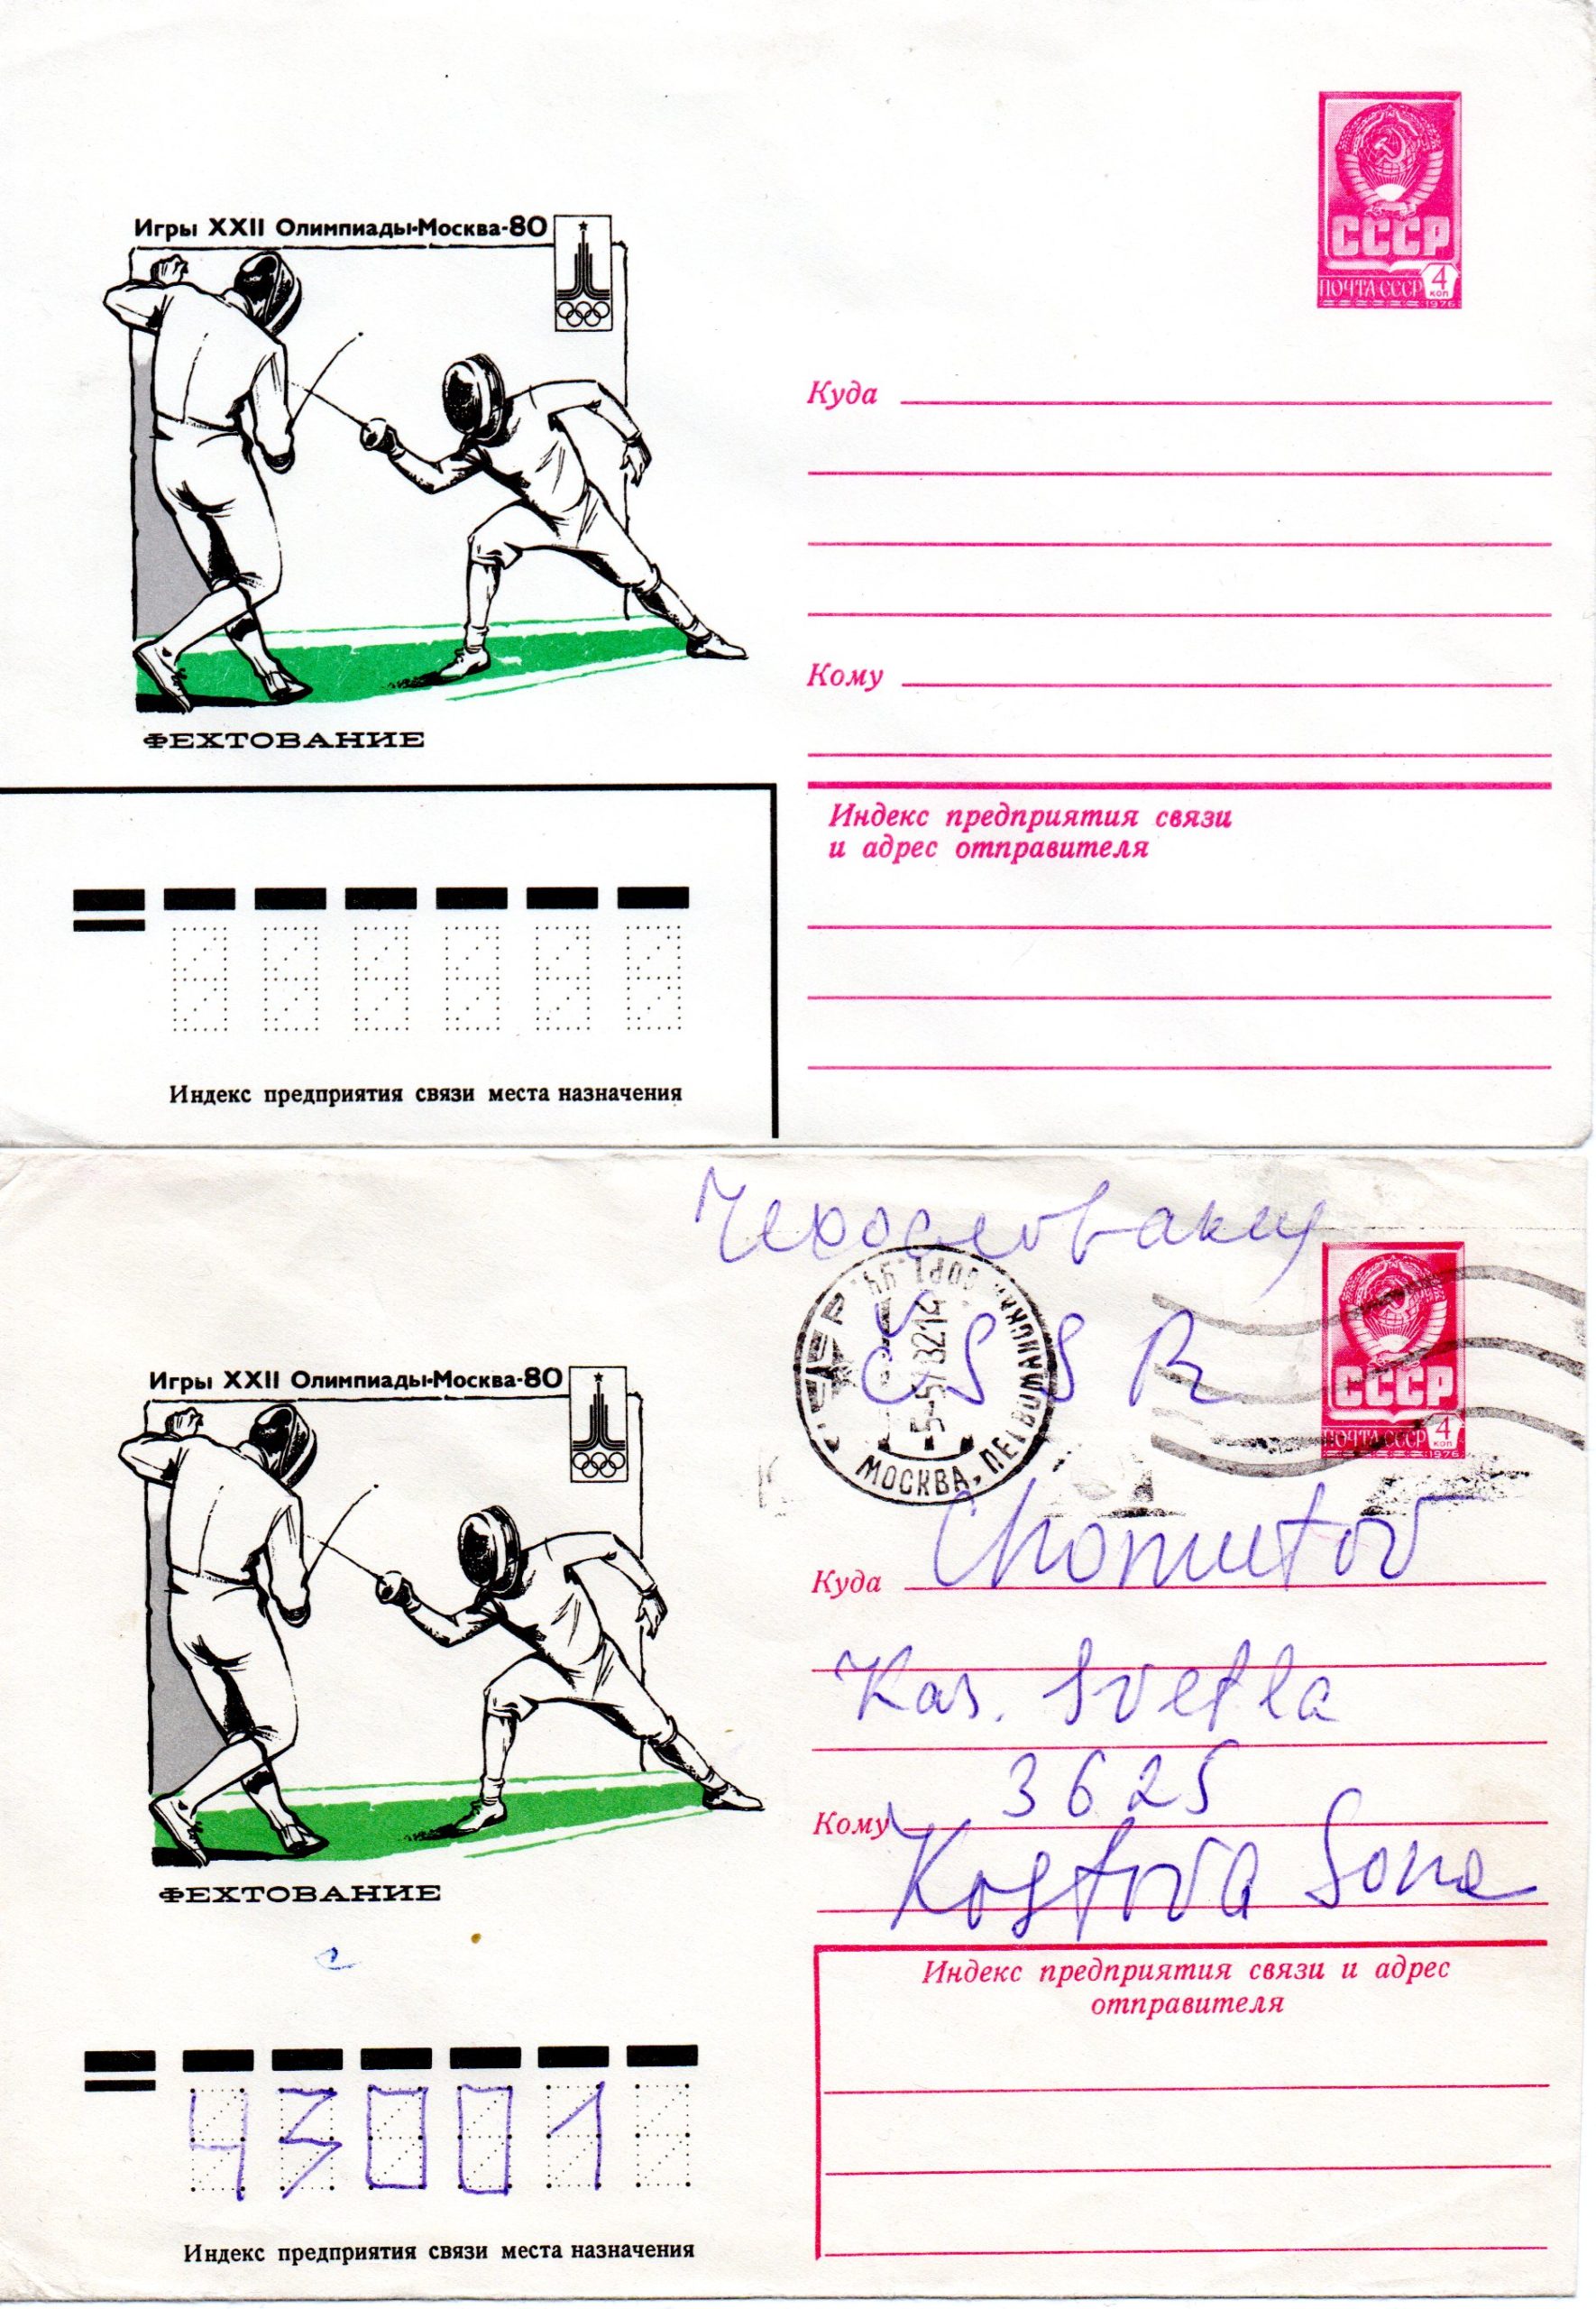 СССР
ПОЧТА СССР 4 КОП
1976
Игры XXII Олимпиады·Москва-80
Куда
Кому
ФЕХТОВАНИЕ
Индекс предприятия связи
и адрес отправителя
Индекс предприятия связи места назначения
Чехословакия
ČSSR
МОСКВА,
СССР
ПОЧТА СССР 4 КОП
1976
Игры XXII Олимпиады·Москва-80
Куда Chomutov
Kas. Svetla
3625
Кому Kostova Sona
ФЕХТОВАНИЕ
Индекс предприятия связи и адрес
отправителя
43001
Индекс предприятия связи места назначения